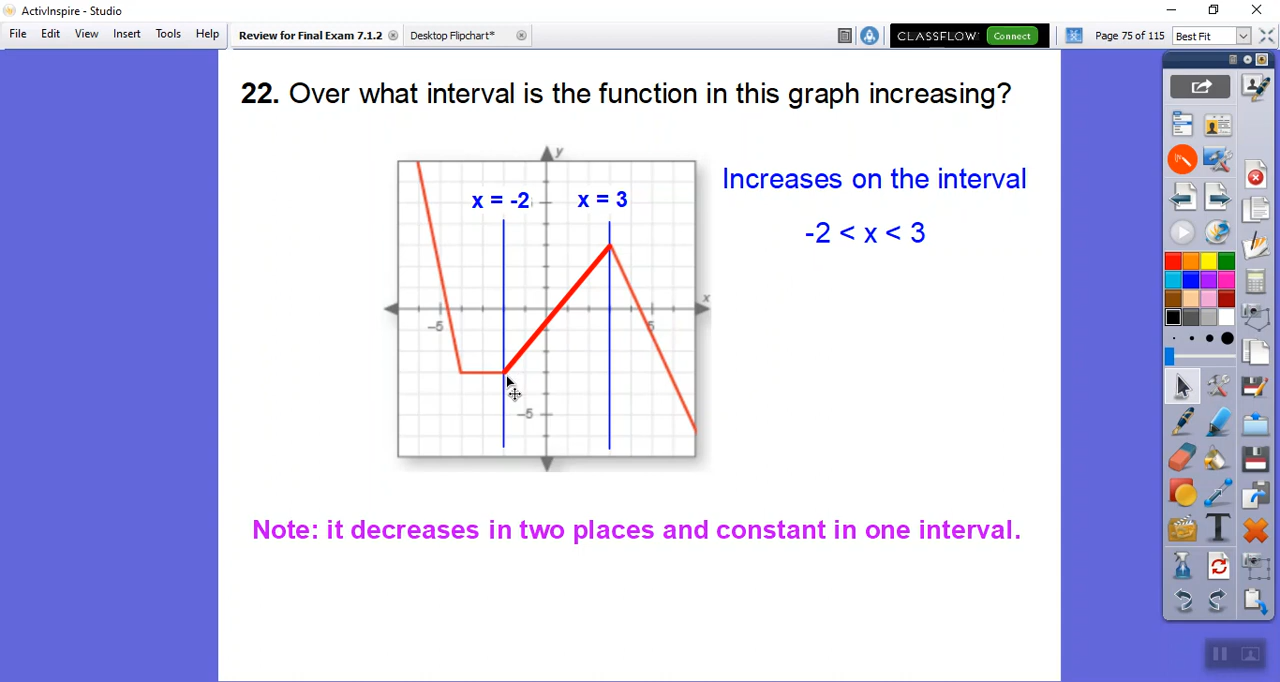 ActivInspire - Studio
File Edit View Insert Tools Help
Review for Final Exam 7.1.2
Desktop Flipchart*
CLASSFLOW
Connect
Page 75 of 115
Best Fit
22. Over what interval is the function in this graph increasing?
y
x = -2
x = 3
Increases on the interval
-2 < x < 3
x
-5
5
-5
Note: it decreases in two places and constant in one interval.